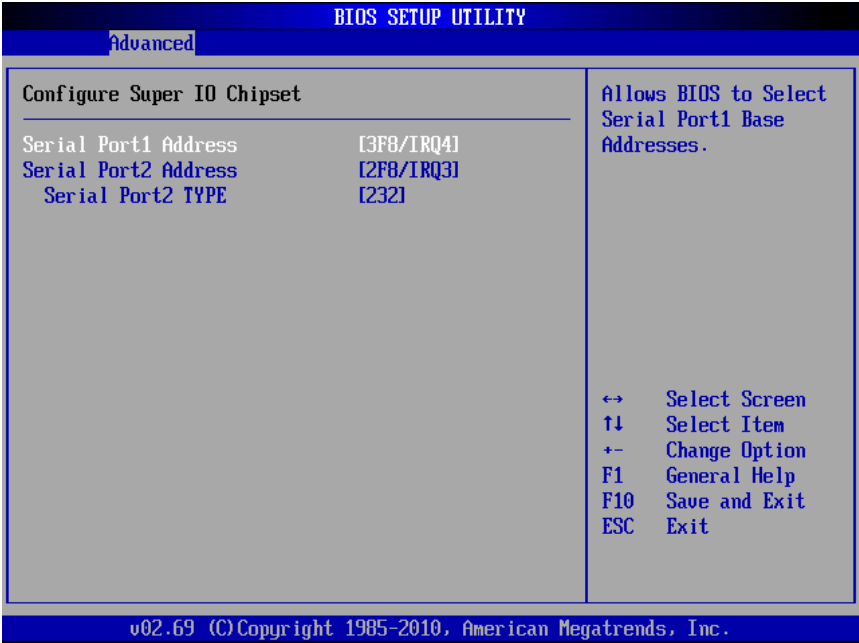 BIOS SETUP UTILITY
Advanced
Configure Super IO Chipset
Serial Port1 Address [3F8/IRQ4]
Serial Port2 Address [2F8/IRQ3]
Serial Port2 TYPE [232]
Allows BIOS to Select
Serial Port1 Base
Addresses.
←→ Select Screen
↑↓ Select Item
+- Change Option
F1 General Help
F10 Save and Exit
ESC Exit
v02.69 (C)Copyright 1985-2010, American Megatrends, Inc.